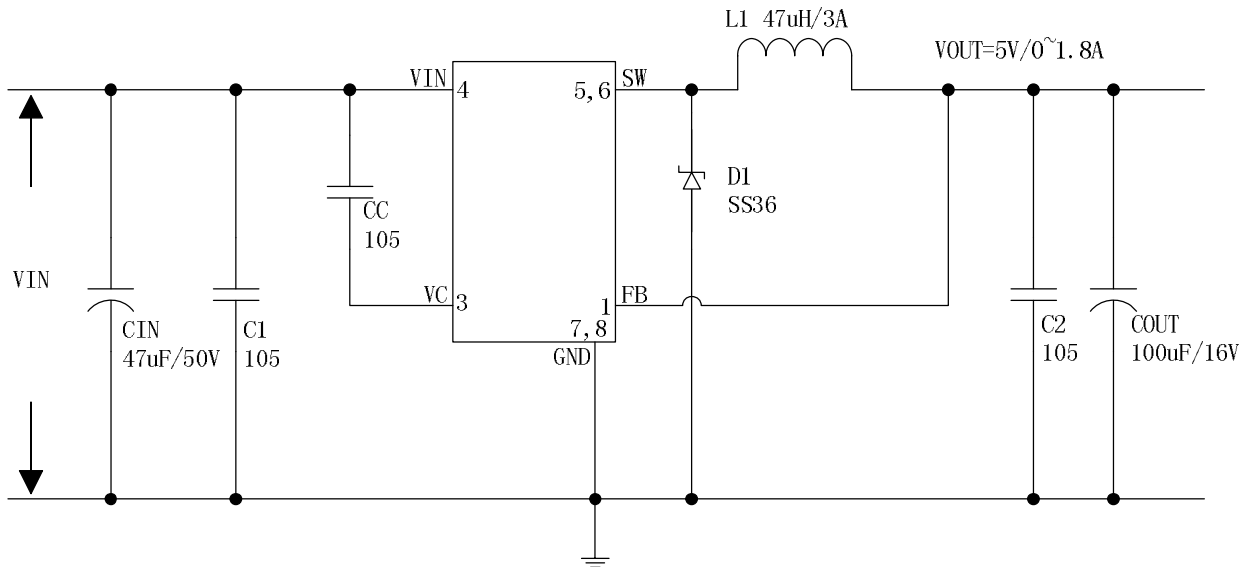 L1 47uH/3A
VOUT=5V/0~1.8A
VIN
4
5,6
SW
D1
SS36
CC
105
VIN
VC
3
1
FB
7,8
GND
CIN
47uF/50V
C1
105
C2
105
COUT
100uF/16V